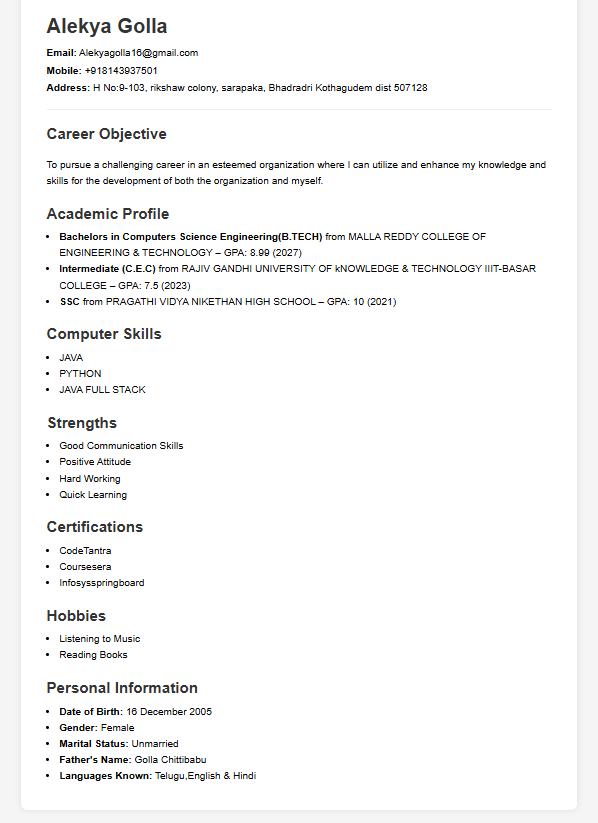 Alekya Golla
Email: Alekyagolla16@gmail.com
Mobile: +918143937501
Address: H No:9-103, rikshaw colony, sarapaka, Bhadradri Kothagudem dist 507128
Career Objective
To pursue a challenging career in an esteemed organization where I can utilize and enhance my knowledge and
skills for the development of both the organization and myself.
Academic Profile
• Bachelors in Computers Science Engineering(B.TECH) from MALLA REDDY COLLEGE OF
ENGINEERING & TECHNOLOGY – GPA: 8.99 (2027)
• Intermediate (C.E.C) from RAJIV GANDHI UNIVERSITY OF kNOWLEDGE & TECHNOLOGY IIIT-BASAR
COLLEGE – GPA: 7.5 (2023)
• SSC from PRAGATHI VIDYA NIKETHAN HIGH SCHOOL – GPA: 10 (2021)
Computer Skills
• JAVA
• PYTHON
• JAVA FULL STACK
Strengths
• Good Communication Skills
• Positive Attitude
• Hard Working
• Quick Learning
Certifications
• CodeTantra
• Coursesera
• Infosysspringboard
Hobbies
• Listening to Music
• Reading Books
Personal Information
• Date of Birth: 16 December 2005
• Gender: Female
• Marital Status: Unmarried
• Father's Name: Golla Chittibabu
• Languages Known: Telugu,English & Hindi